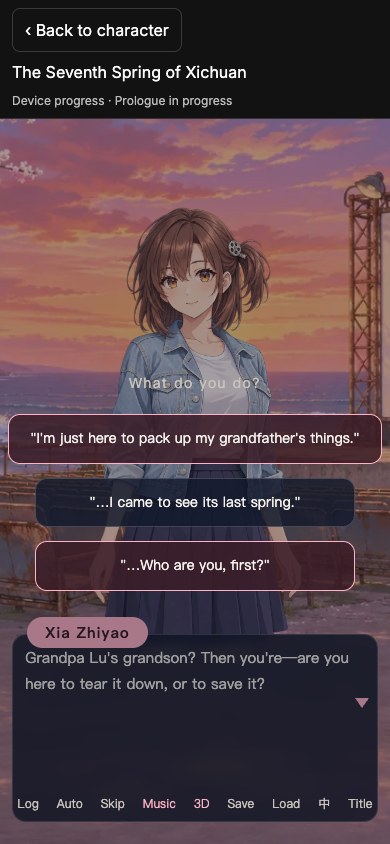 ‹ Back to character
The Seventh Spring of Xichuan
Device progress · Prologue in progress
What do you do?
"I'm just here to pack up my grandfather's things."
"...I came to see its last spring."
"...Who are you, first?"
Xia Zhiyao
Grandpa Lu's grandson? Then you're—are you
here to tear it down, or to save it?
Log Auto Skip Music 3D Save Load 中 Title